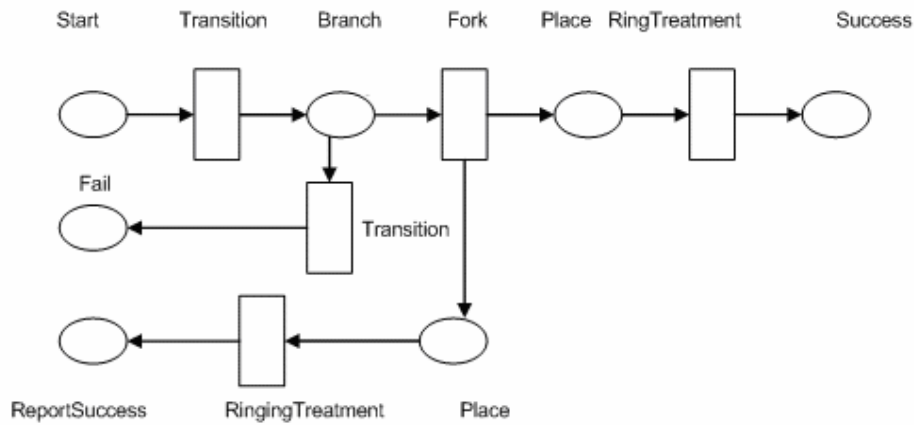 Start Transition Branch Fork Place RingTreatment Success
Fail
Transition
ReportSuccess RingingTreatment Place